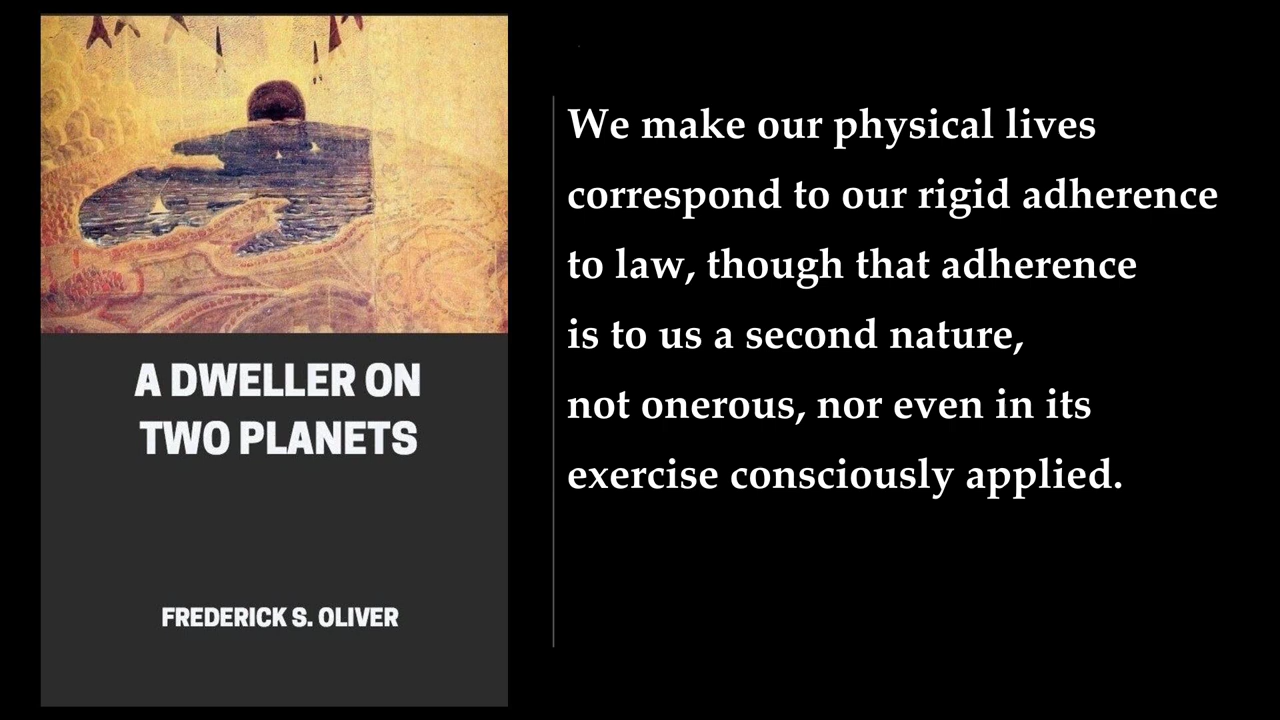 A DWELLER ON
TWO PLANETS
FREDERICK S. OLIVER
We make our physical lives
correspond to our rigid adherence
to law, though that adherence
is to us a second nature,
not onerous, nor even in its
exercise consciously applied.